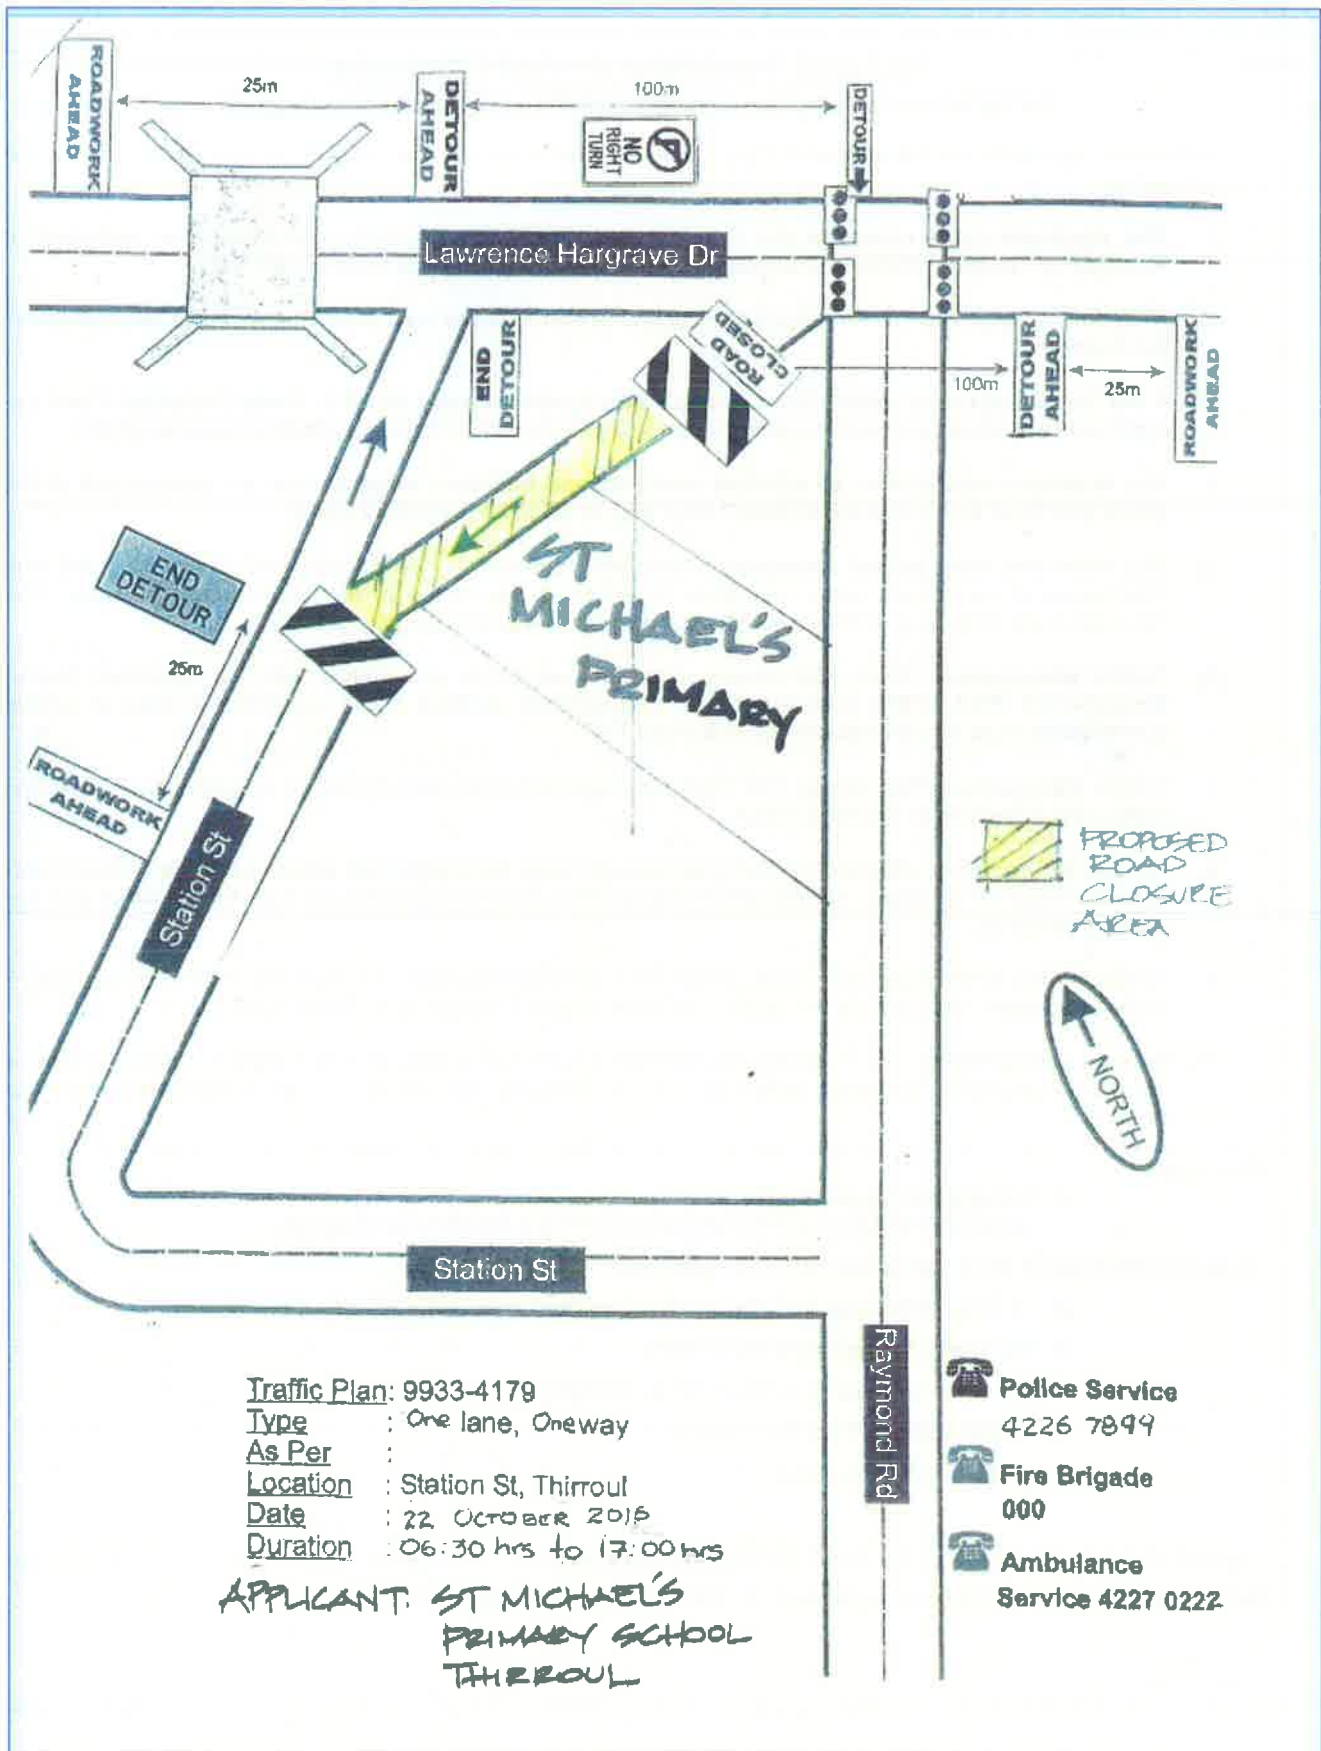 ROADWORK
AHEAD
25m
DETOUR
AHEAD
100m
NO
RIGHT
TURN
DETOUR
Lawrence Hargrave Dr
END
DETOUR
ROAD
CLOSED
100m
DETOUR
AHEAD
25m
ROADWORK
AHEAD
END
DETOUR
25m
ROADWORK
AHEAD
Station St
ST
MICHAEL'S
PRIMARY
PROPOSED
ROAD
CLOSURE
AREA
NORTH
Station St
Raymond Rd
Traffic Plan: 9933-4179
Type : One lane, Oneway
As Per :
Location : Station St, Thirroul
Date : 22 OCTOBER
Duration : 06:30 hrs to 17:00 hrs
APPLICANT: ST MICHAEL'S
PRIMARY SCHOOL
THIRROUL
Police Service
4226 7899
Fire Brigade
000
Ambulance
Service 4227 0222